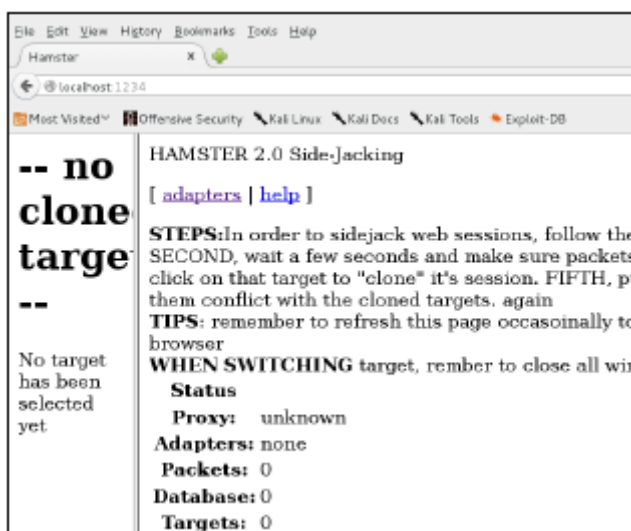 File Edit View History Bookmarks Tools Help
Hamster
localhost:1234
Most Visited Offensive Security Kali Linux Kali Docs Kali Tools Exploit-DB
-- no
clone
targe
--
No target
has been
selected
yet
HAMSTER 2.0 Side-Jacking
[ adapters | help ]
STEPS:In order to sidejack web sessions, follow the
SECOND, wait a few seconds and make sure packets
click on that target to "clone" it's session. FIFTH, p
them conflict with the cloned targets. again
TIPS: remember to refresh this page occasoinally to
browser
WHEN SWITCHING target, rember to close all wi
Status
Proxy: unknown
Adapters: none
Packets: 0
Database: 0
Targets: 0